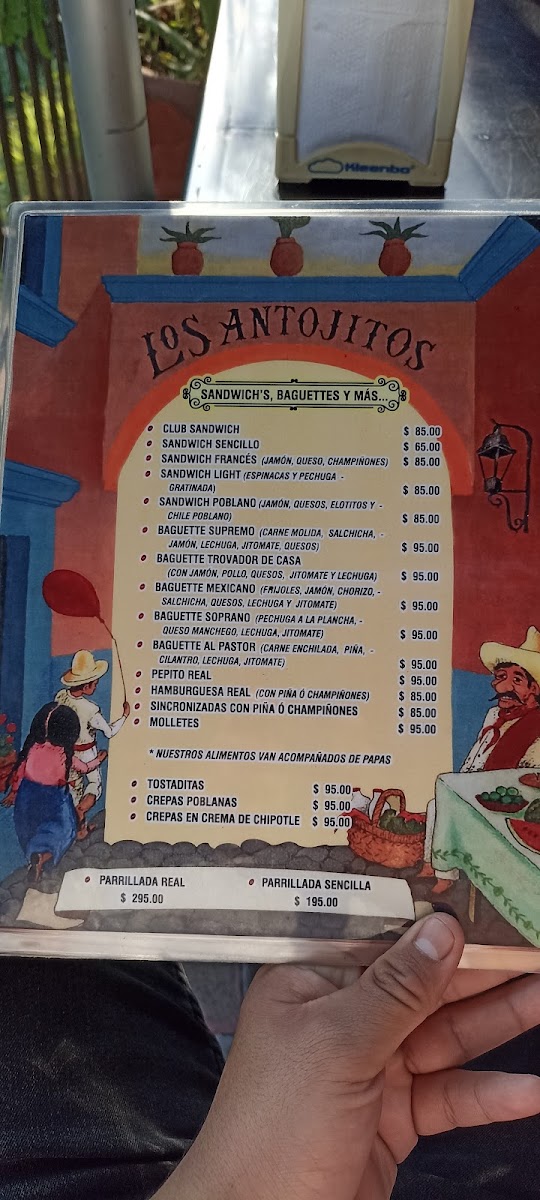 Kleenbo
LOS ANTOJITOS
SANDWICH'S, BAGUETTES Y MÁS...
CLUB SANDWICH $ 85.00
SANDWICH SENCILLO $ 65.00
SANDWICH FRANCÉS (JAMÓN, QUESO, CHAMPIÑONES) $ 85.00
SANDWICH LIGHT (ESPINACAS Y PECHUGA -
GRATINADA) $ 85.00
SANDWICH POBLANO (JAMÓN, QUESOS, ELOTITOS Y -
CHILE POBLANO) $ 85.00
BAGUETTE SUPREMO (CARNE MOLIDA, SALCHICHA, -
JAMÓN, LECHUGA, JITOMATE, QUESOS) $ 95.00
BAGUETTE TROVADOR DE CASA
(CON JAMÓN, POLLO, QUESOS, JITOMATE Y LECHUGA) $ 95.00
BAGUETTE MEXICANO (FRIJOLES, JAMÓN, CHORIZO, -
SALCHICHA, QUESOS, LECHUGA Y JITOMATE) $ 95.00
BAGUETTE SOPRANO (PECHUGA A LA PLANCHA, -
QUESO MANCHEGO, LECHUGA, JITOMATE) $ 95.00
BAGUETTE AL PASTOR (CARNE ENCHILADA, PIÑA, -
CILANTRO, LECHUGA, JITOMATE) $ 95.00
PEPITO REAL $ 95.00
HAMBURGUESA REAL (CON PIÑA Ó CHAMPIÑONES) $ 85.00
SINCRONIZADAS CON PIÑA Ó CHAMPIÑONES $ 85.00
MOLLETES $ 95.00
* NUESTROS ALIMENTOS VAN ACOMPAÑADOS DE PAPAS
TOSTADITAS $ 95.00
CREPAS POBLANAS $ 95.00
CREPAS EN CREMA DE CHIPOTLE $ 95.00
PARRILLADA REAL
$ 295.00
PARRILLADA SENCILLA
$ 195.00